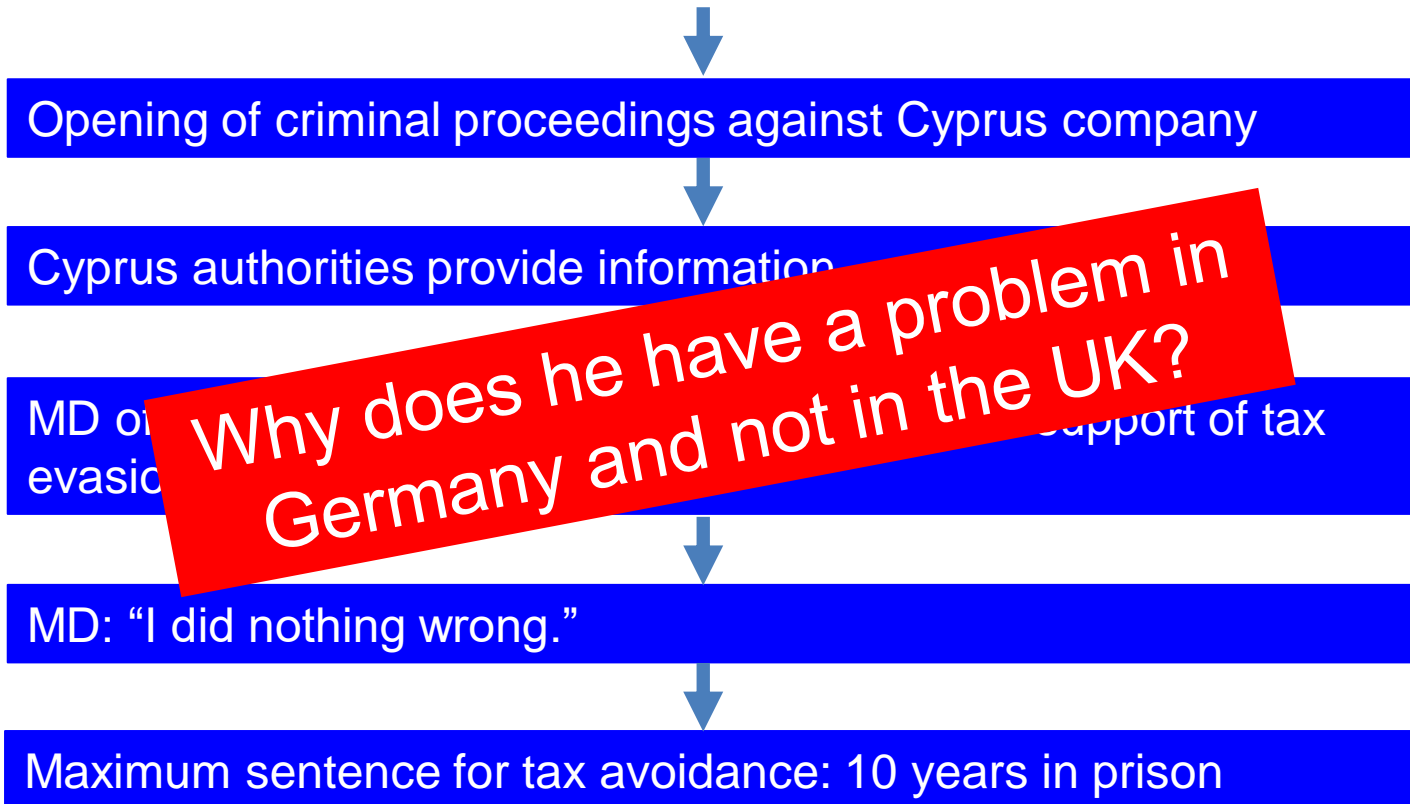 Opening of criminal proceedings against Cyprus company
Cyprus authorities provide information
Why does he have a problem in
Germany and not in the UK?
MD of support of tax
MD: “I did nothing wrong.”
Maximum sentence for tax avoidance: 10 years in prison